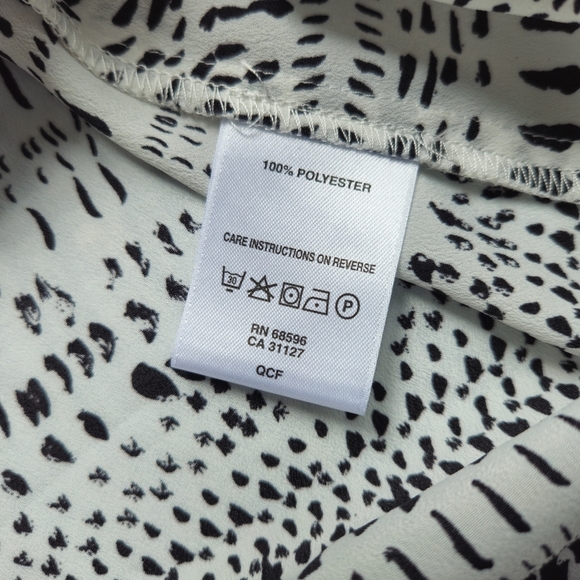 100% POLYESTER
CARE INSTRUCTIONS ON REVERSE
30 P
RN 68596
CA 31127
QCF